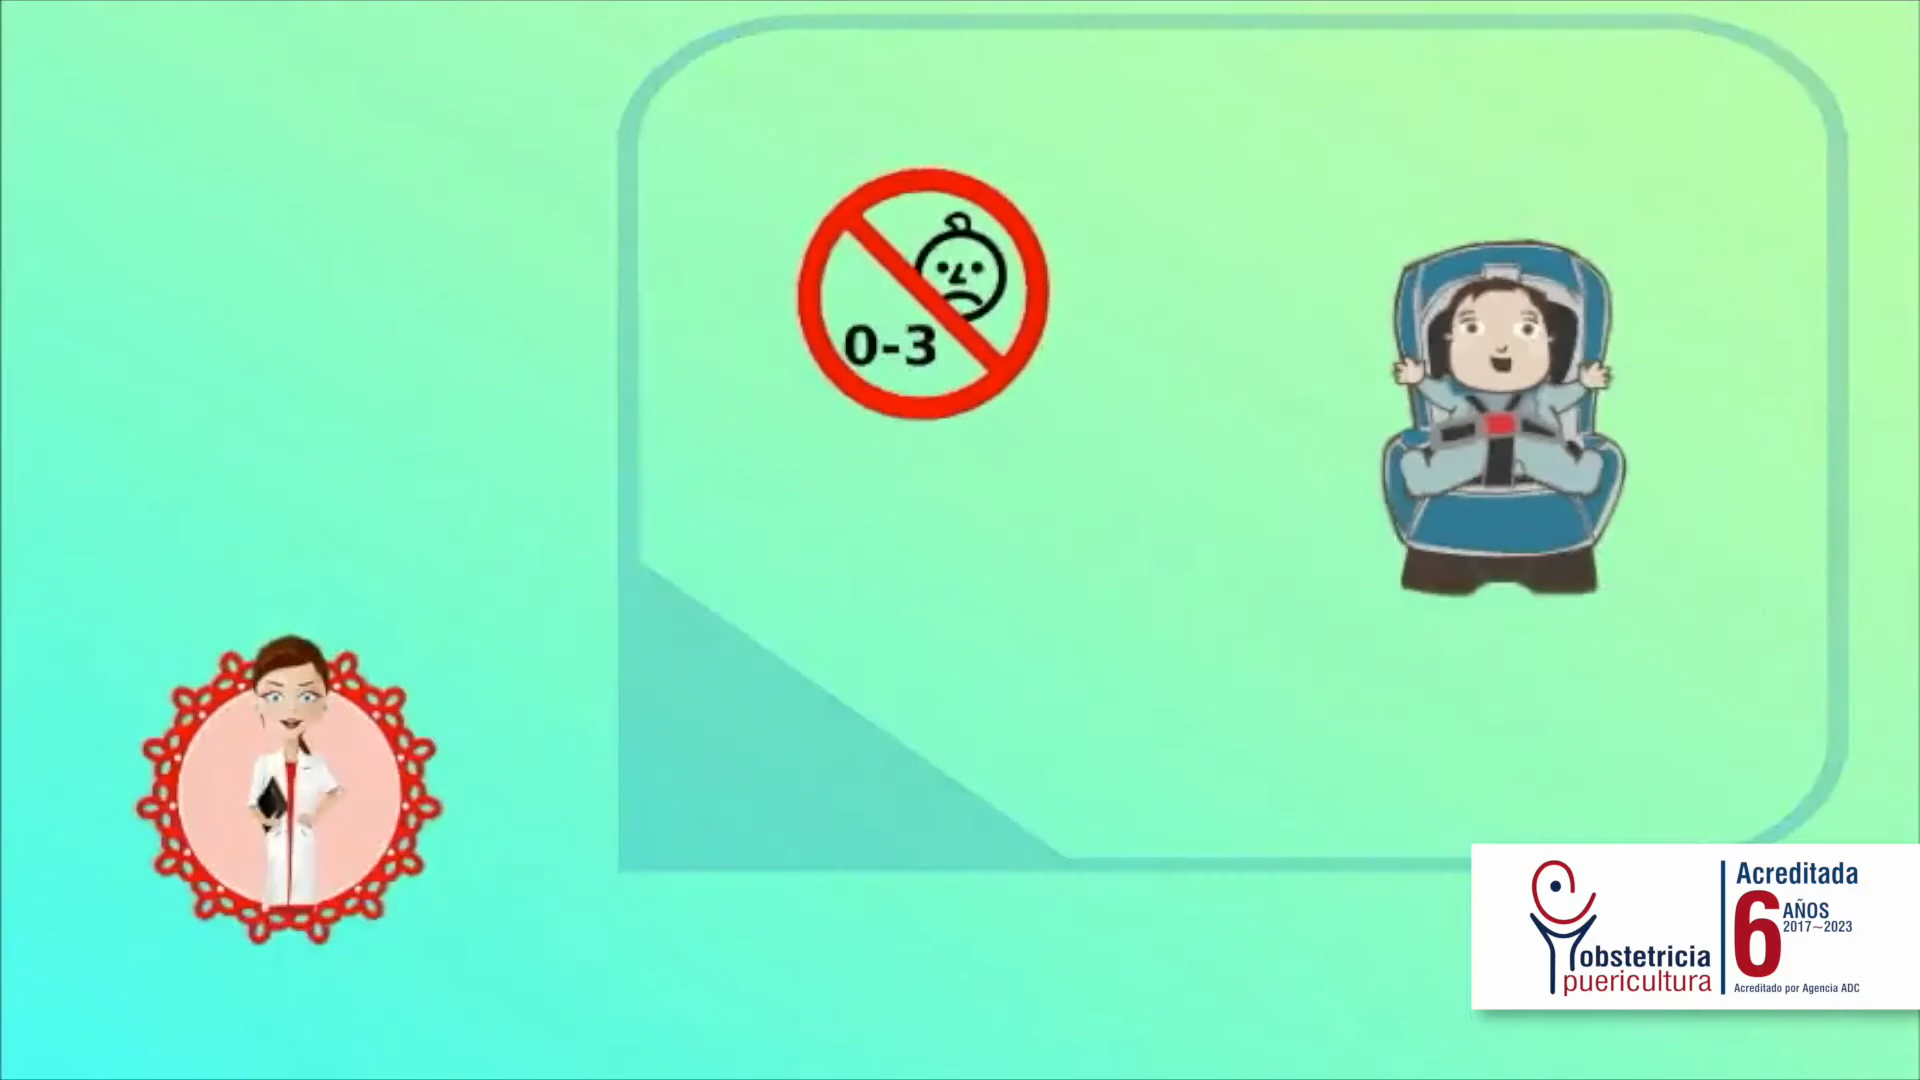 0-3
obstetricia
puericultura
Acreditada
6 AÑOS
2017~2023
Acreditado por Agencia ADC